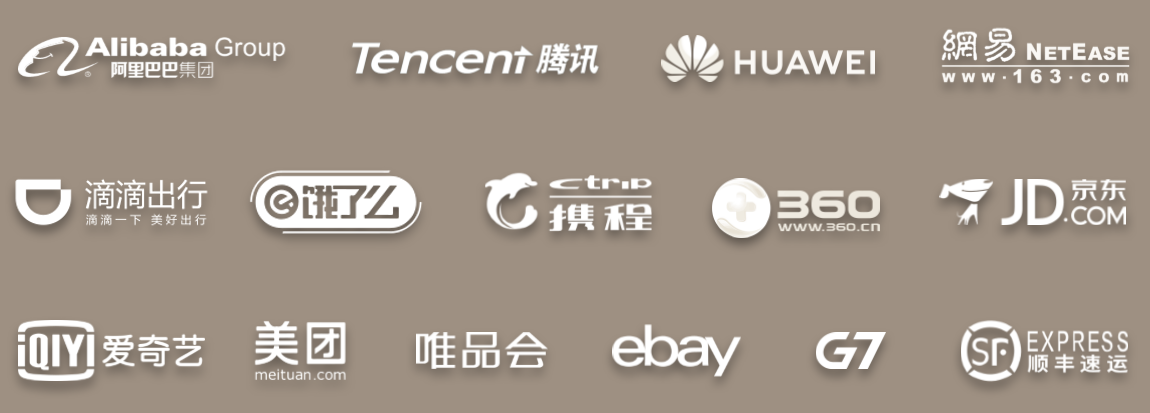 Alibaba Group
阿里巴巴集团
Tencent 腾讯
HUAWEI
網易 NETEASE
www.163.com
滴滴出行
滴滴一下 美好出行
e饿了么
ctrip
携程
360
www.360.cn
JD 京东
.COM
iQIYI 爱奇艺
美团
meituan.com
唯品会
ebay
G7
SF EXPRESS
顺丰速运